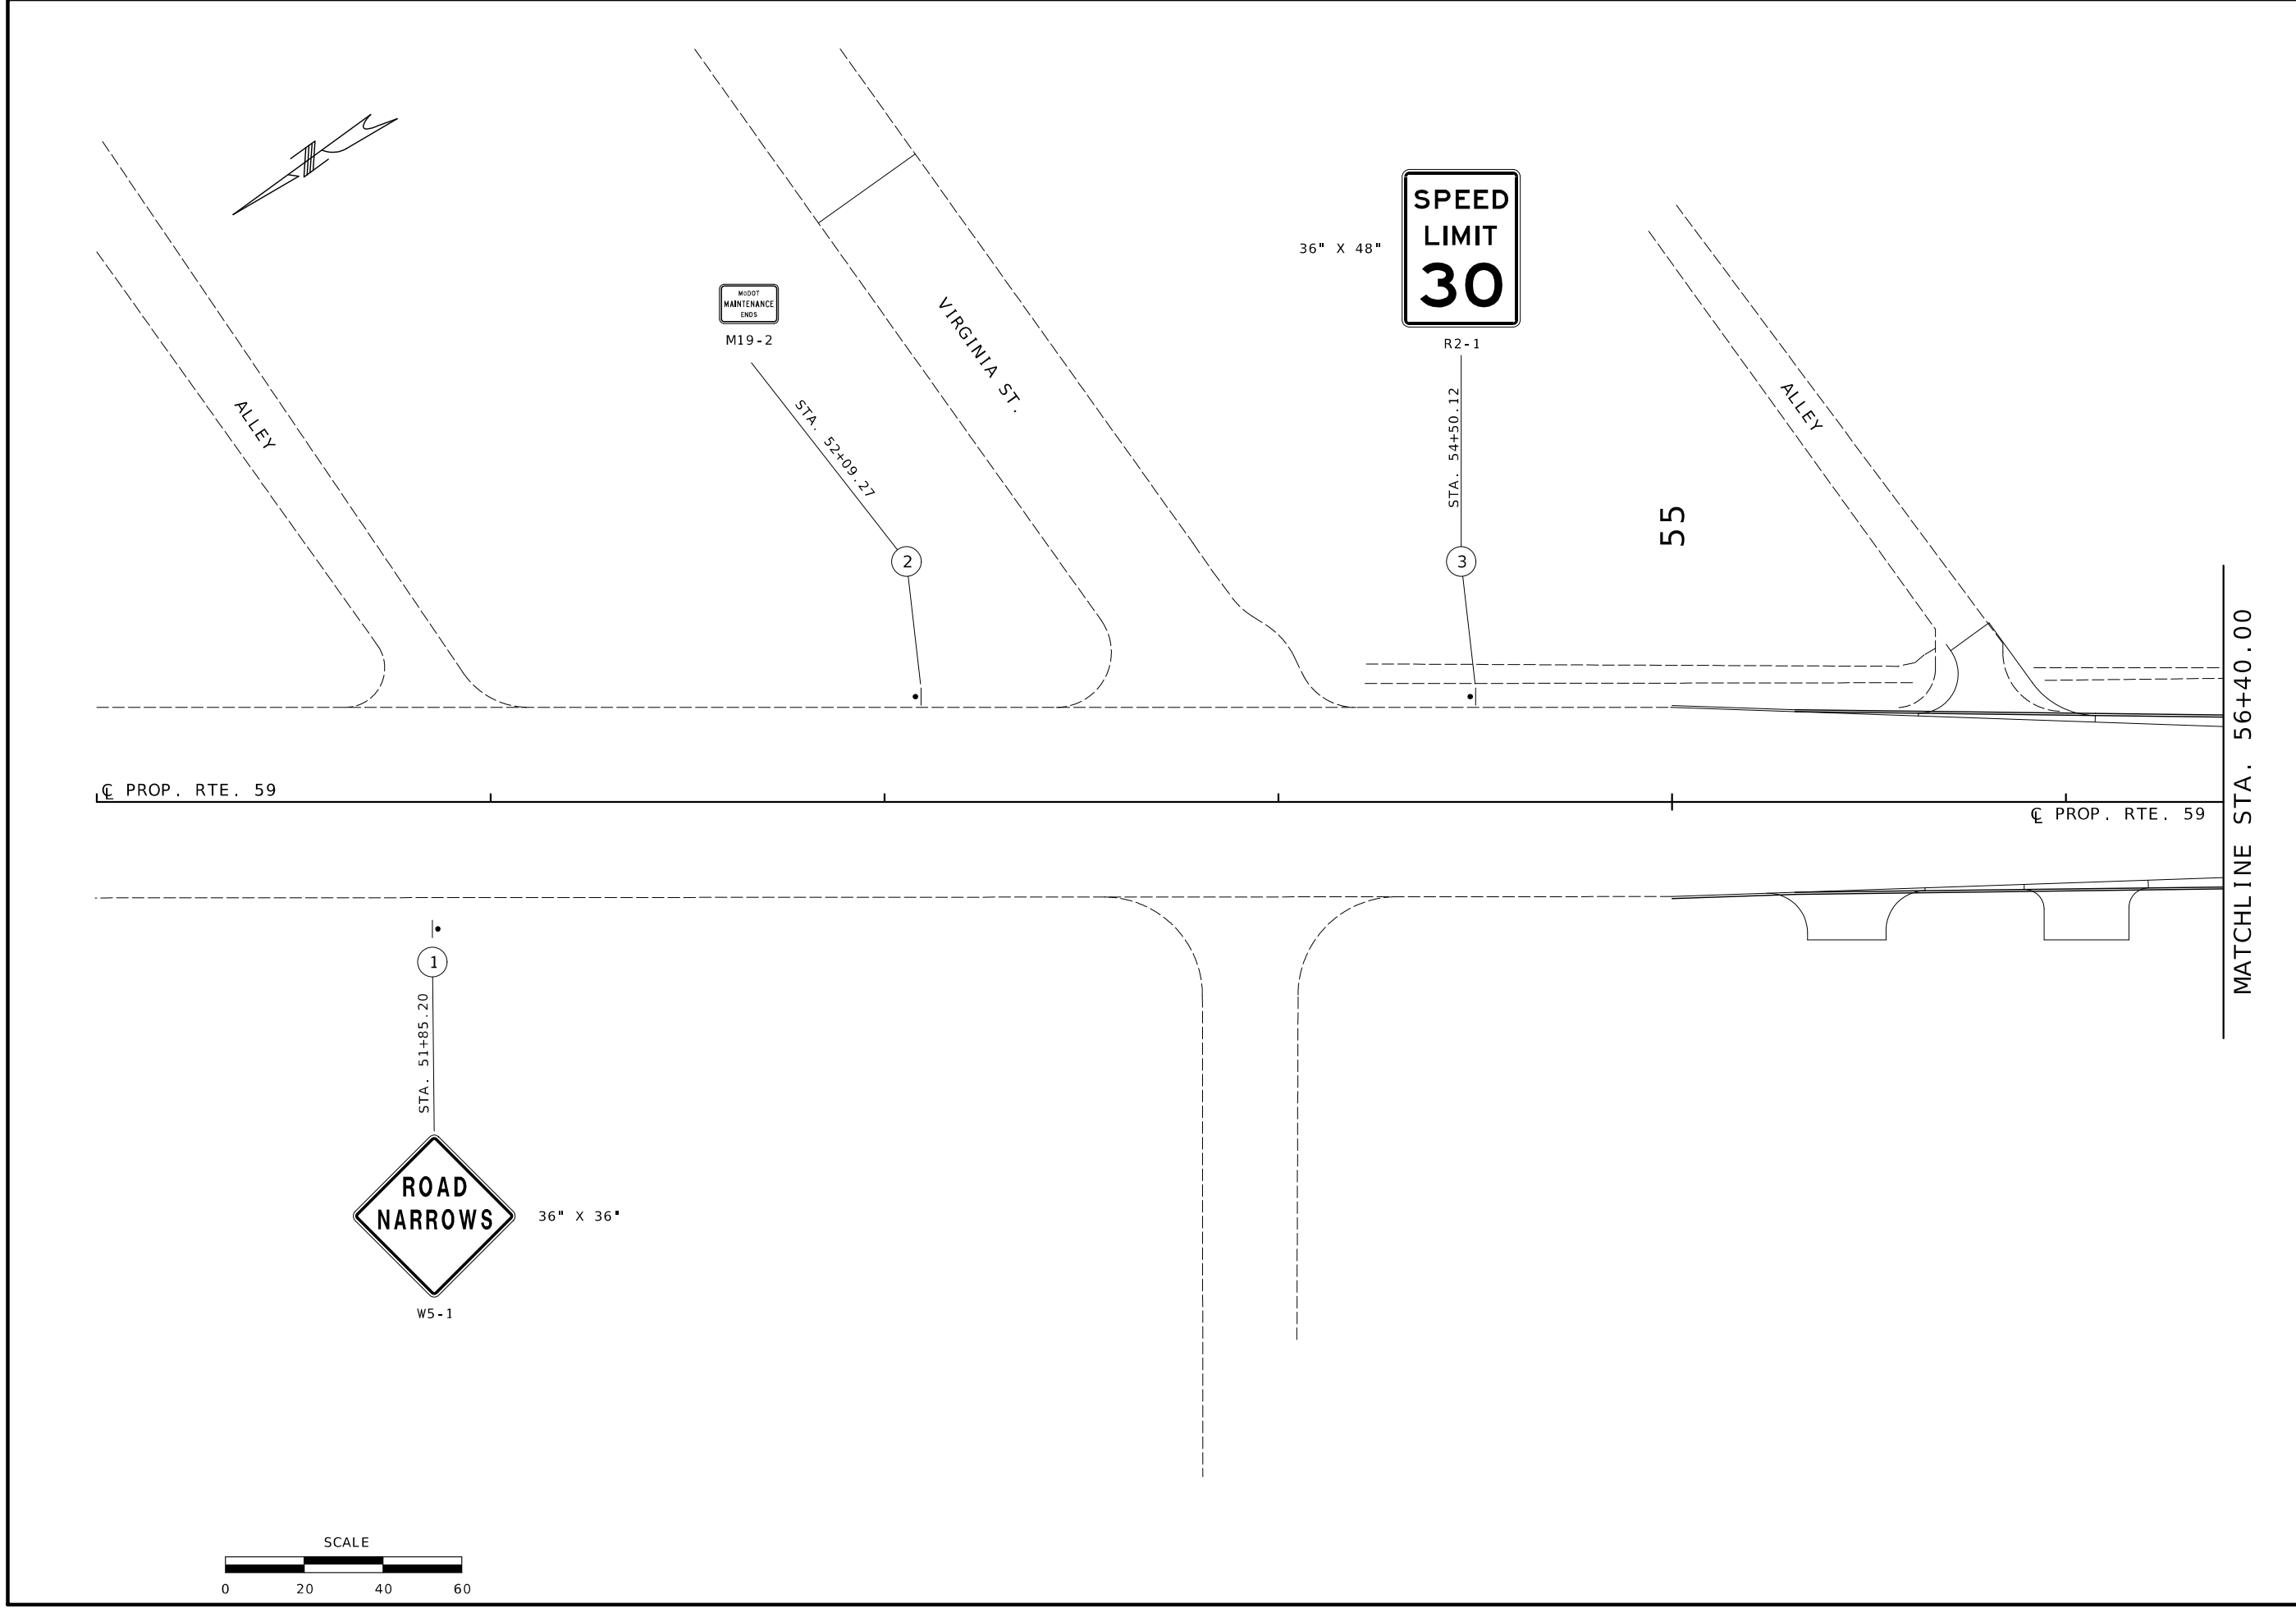 SPEED
LIMIT
30
36" X 48"
R2-1
MoDOT
MAINTENANCE
ENDS
M19-2
VIRGINIA ST.
ALLEY
ALLEY
STA. 52+09.27
STA. 54+50.12
55
2
3
MATCHLINE STA. 56+40.00
℄ PROP. RTE. 59
℄ PROP. RTE. 59
1
STA. 51+85.20
ROAD
NARROWS
36" X 36"
W5-1
SCALE
0 20 40 60